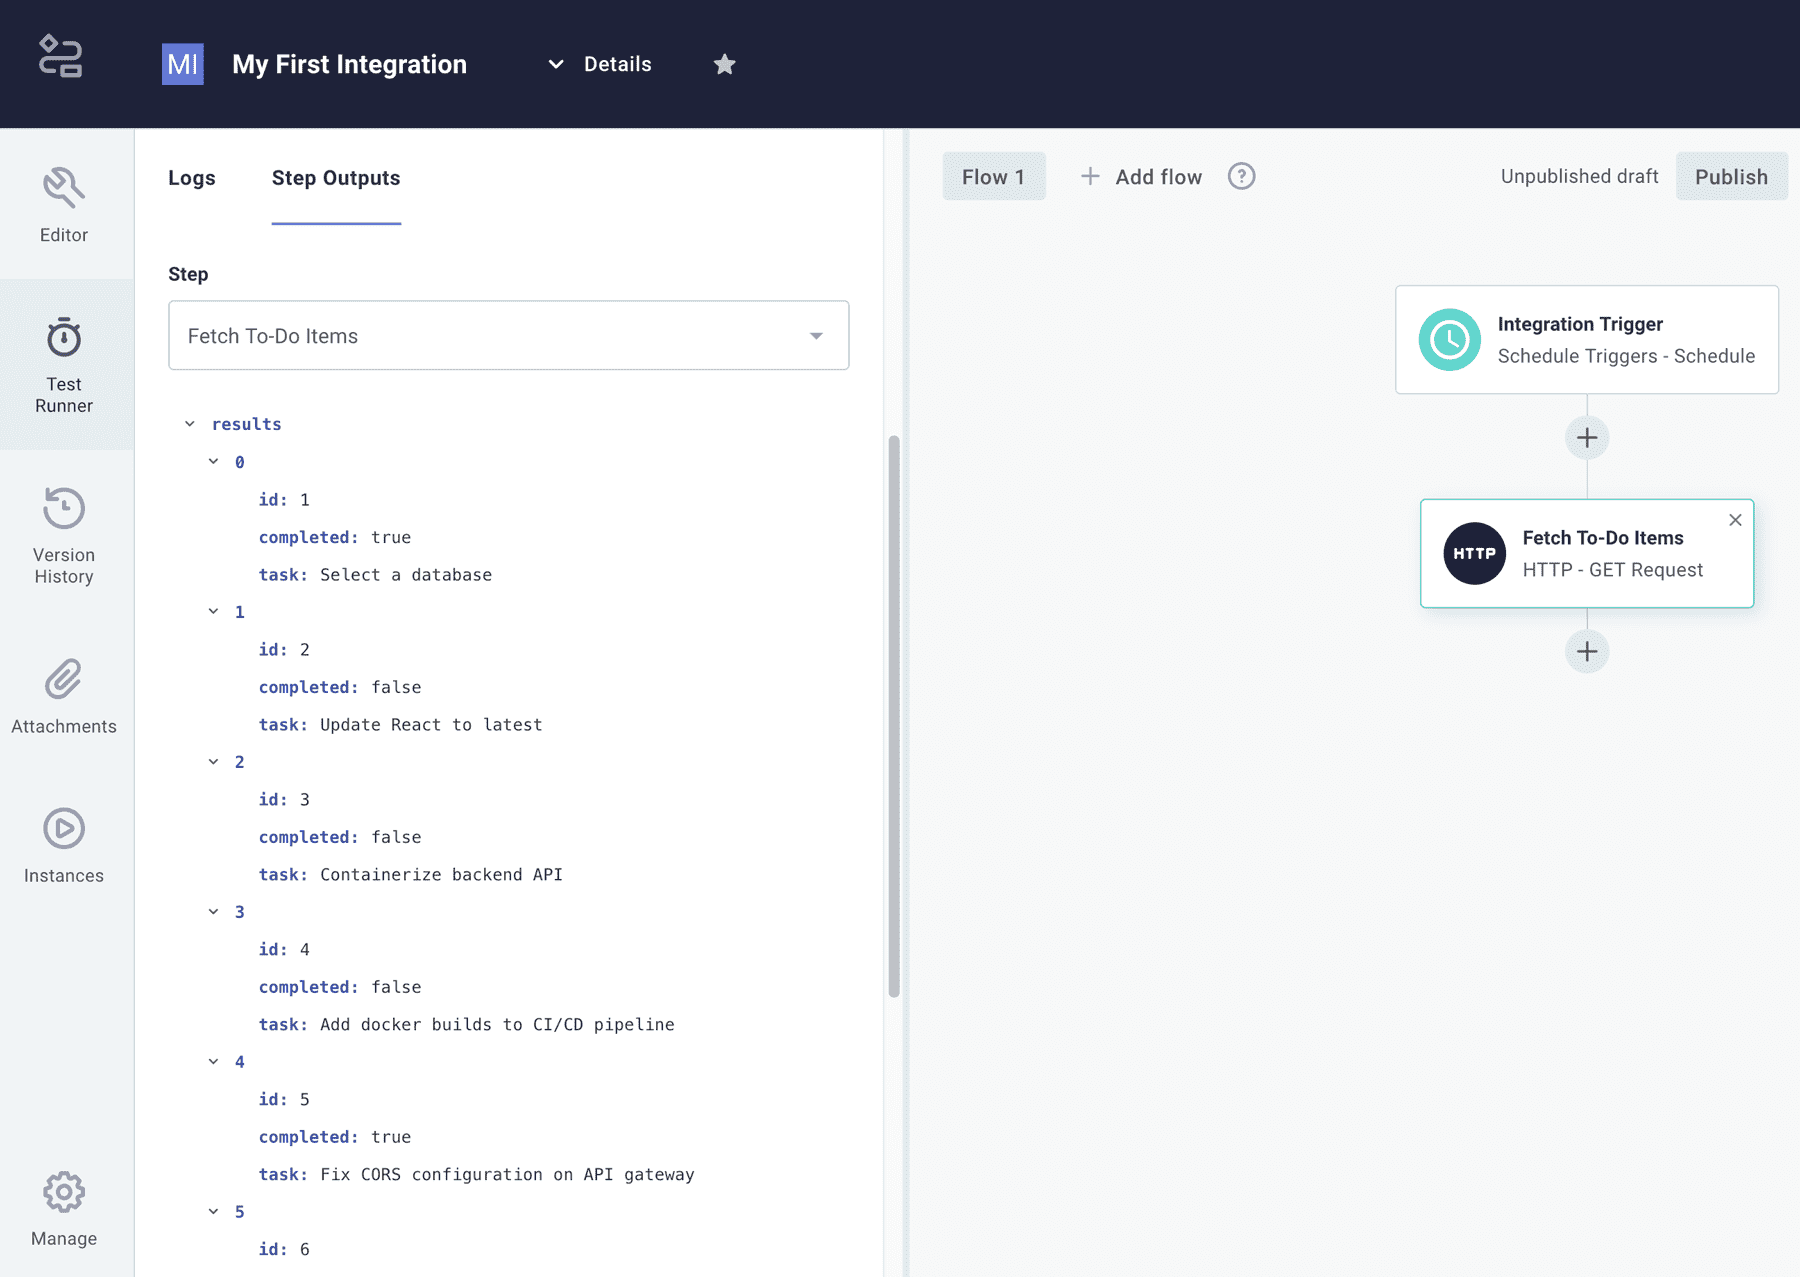 MI My First Integration Details
Editor
Test
Runner
Version
History
Attachments
Instances
Manage
Logs Step Outputs
Step
Fetch To-Do Items
results
0
id: 1
completed: true
task: Select a database
1
id: 2
completed: false
task: Update React to latest
2
id: 3
completed: false
task: Containerize backend API
3
id: 4
completed: false
task: Add docker builds to CI/CD pipeline
4
id: 5
completed: true
task: Fix CORS configuration on API gateway
5
id: 6
Flow 1 + Add flow ? Unpublished draft Publish
Integration Trigger
Schedule Triggers - Schedule
HTTP
Fetch To-Do Items
HTTP - GET Request